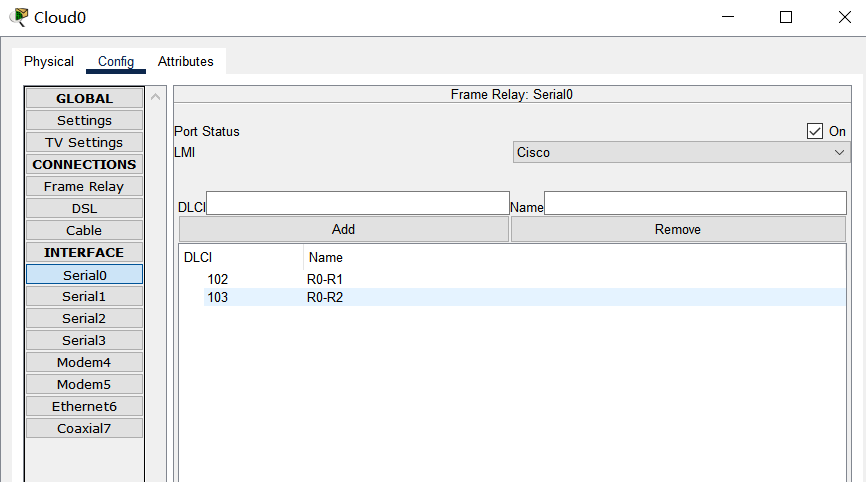 Cloud0
Physical Config Attributes
GLOBAL
Settings
TV Settings
CONNECTIONS
Frame Relay
DSL
Cable
INTERFACE
Serial0
Serial1
Serial2
Serial3
Modem4
Modem5
Ethernet6
Coaxial7
Frame Relay: Serial0
Port Status On
LMI Cisco
DLCI Name
Add Remove
DLCI Name
102 R0-R1
103 R0-R2